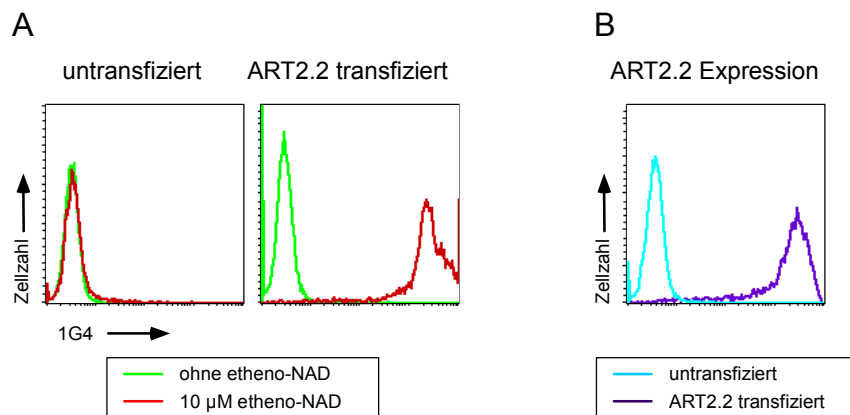 A
B
untransfiziert
ART2.2 transfiziert
ART2.2 Expression
Zellzahl
Zellzahl
1G4
ohne etheno-NAD
10 µM etheno-NAD
untransfiziert
ART2.2 transfiziert